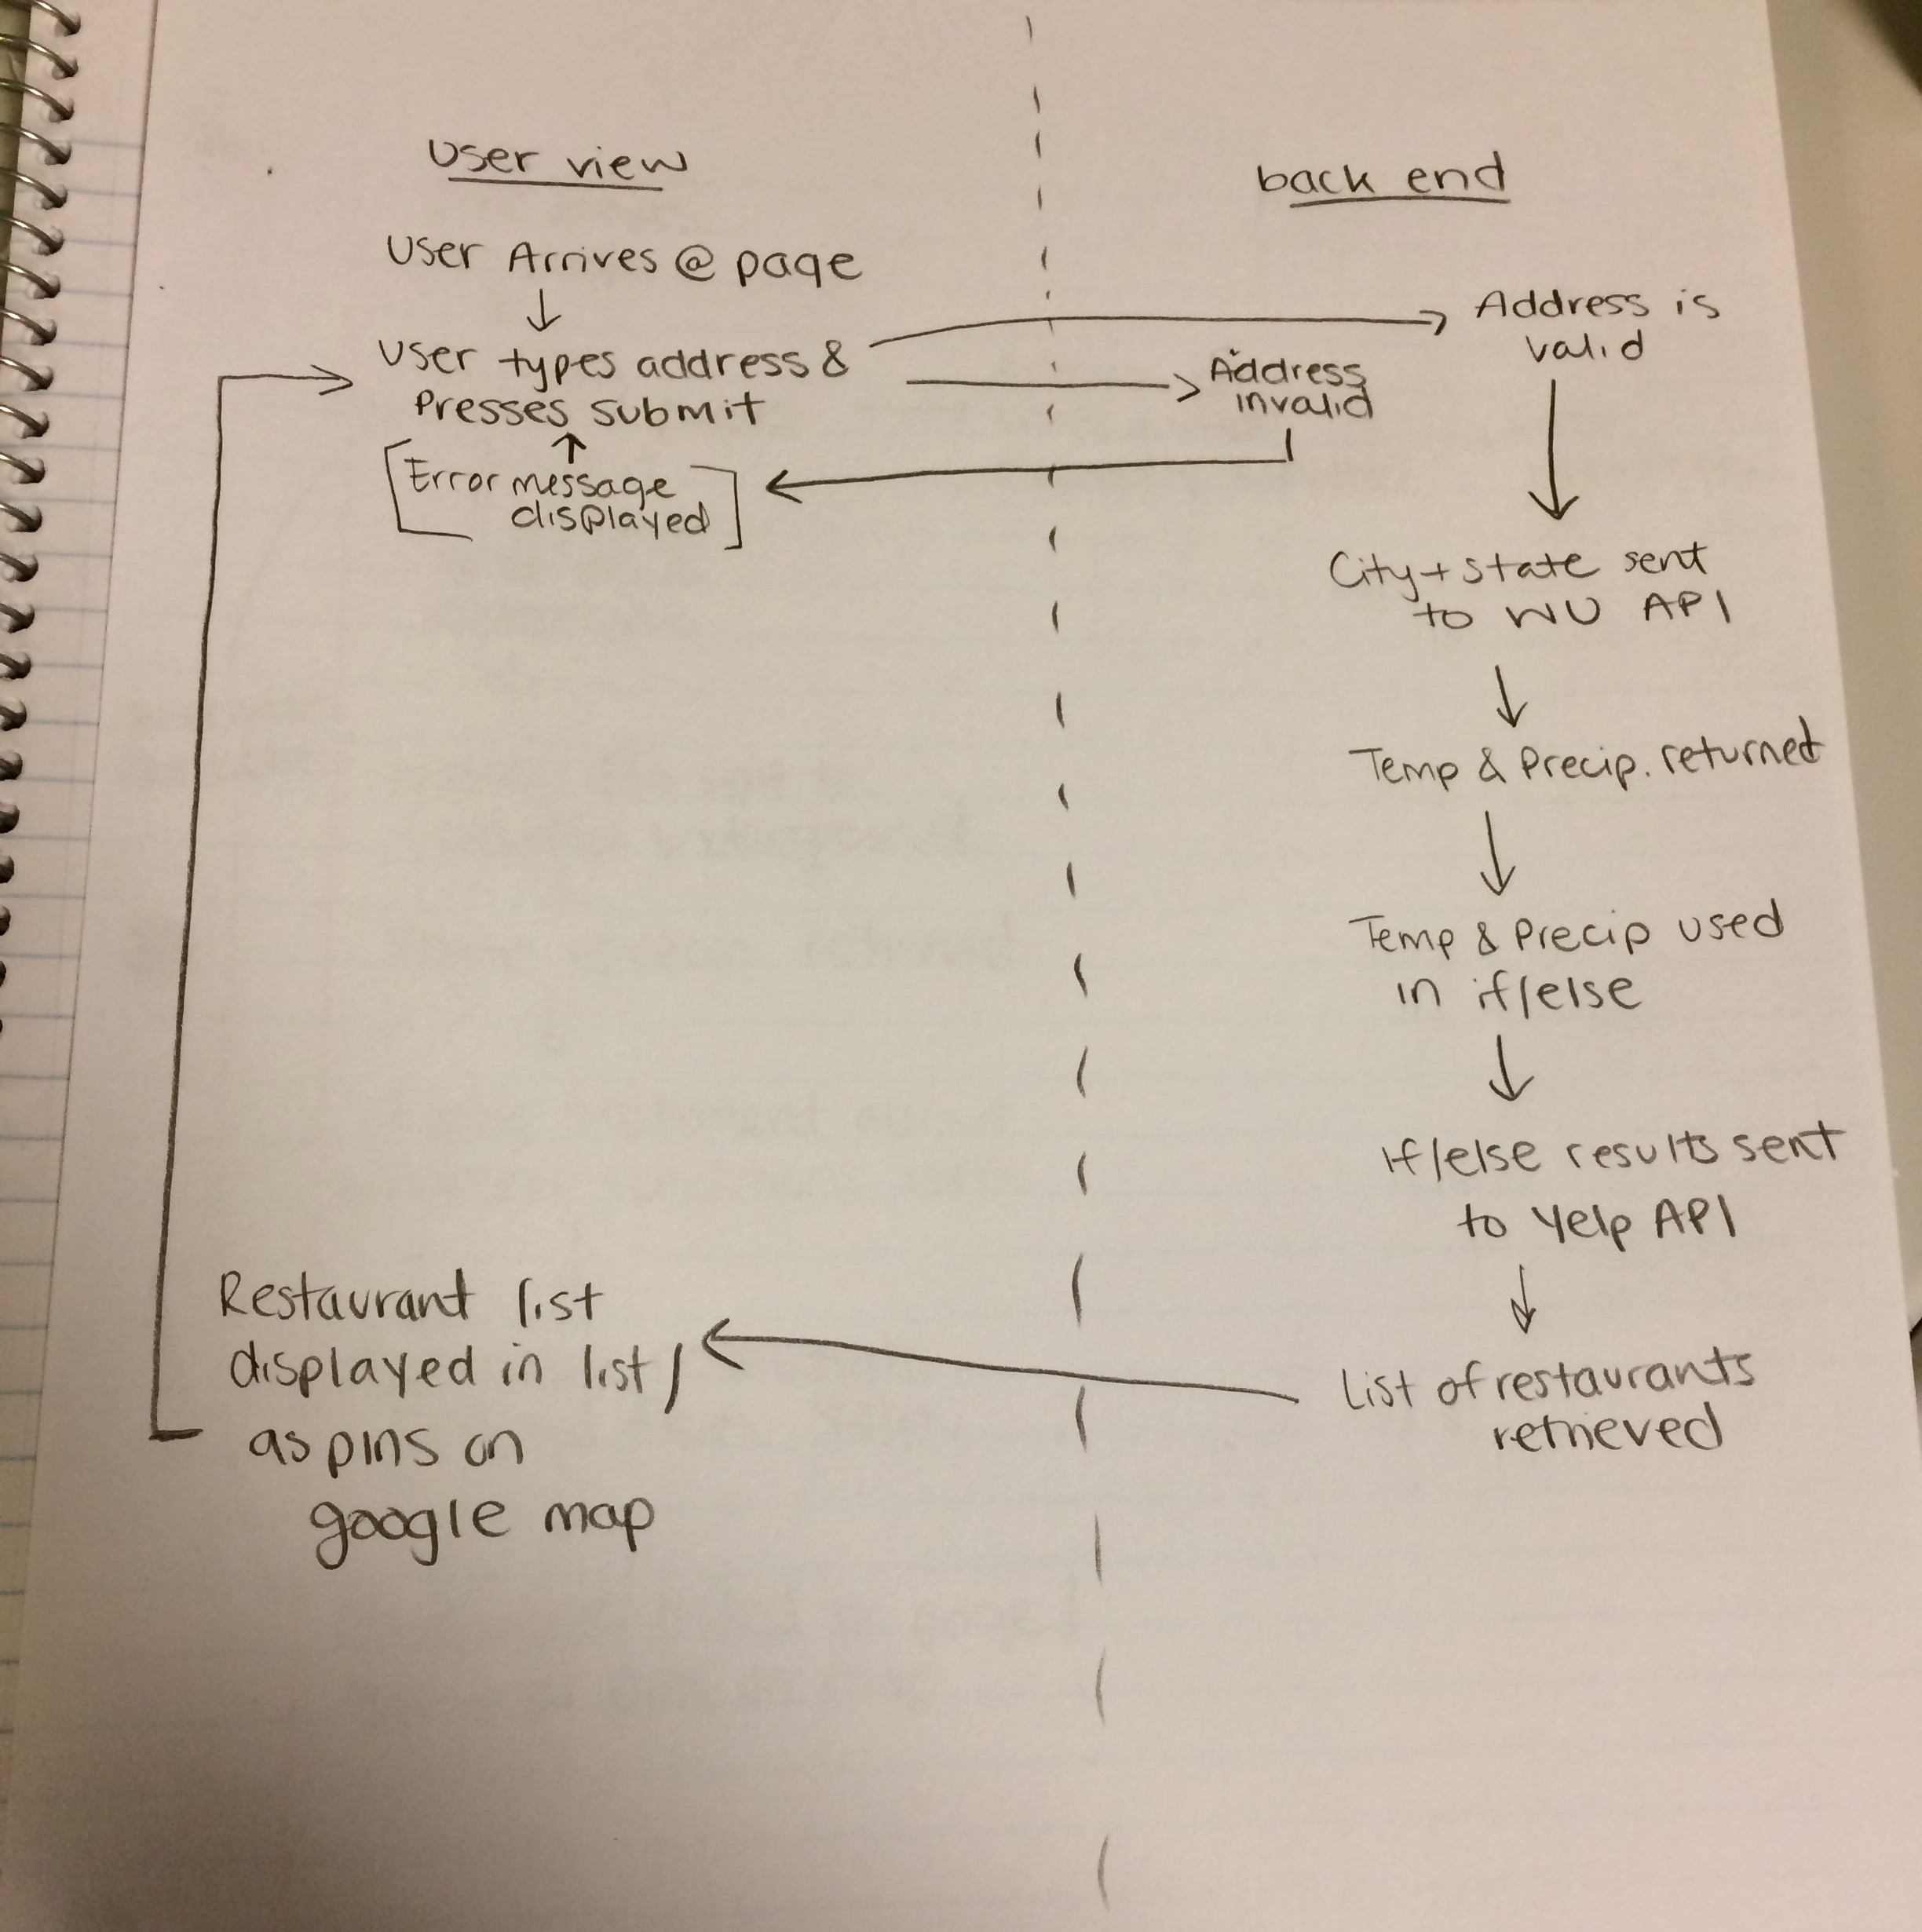 User view
User Arrives @ page
User types address &
Presses submit
Error message
displayed
Restaurant list
displayed in list/
as pins on
google map
back end
Address is
valid
Address
invalid
City + state sent
to WU API
Temp & Precip. returned
Temp & Precip used
in if/else
If/else results sent
to Yelp API
List of restaurants
retrieved